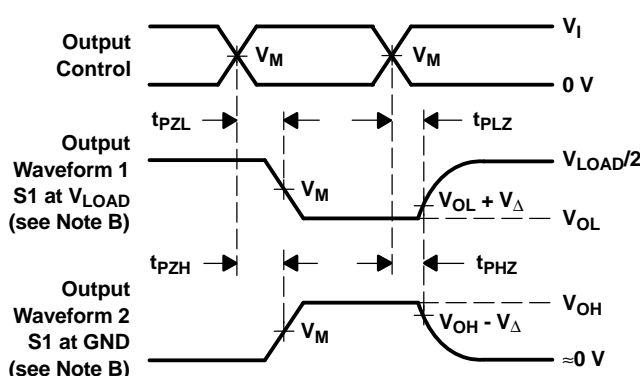 Output
Control
V_M
V_M
V_I
0 V
t_PZL
t_PLZ
Output
Waveform 1
S1 at V_LOAD
(see Note B)
V_M
V_LOAD/2
V_OL + V_Δ
V_OL
t_PZH
t_PHZ
Output
Waveform 2
S1 at GND
(see Note B)
V_M
V_OH
V_OH - V_Δ
≈0 V